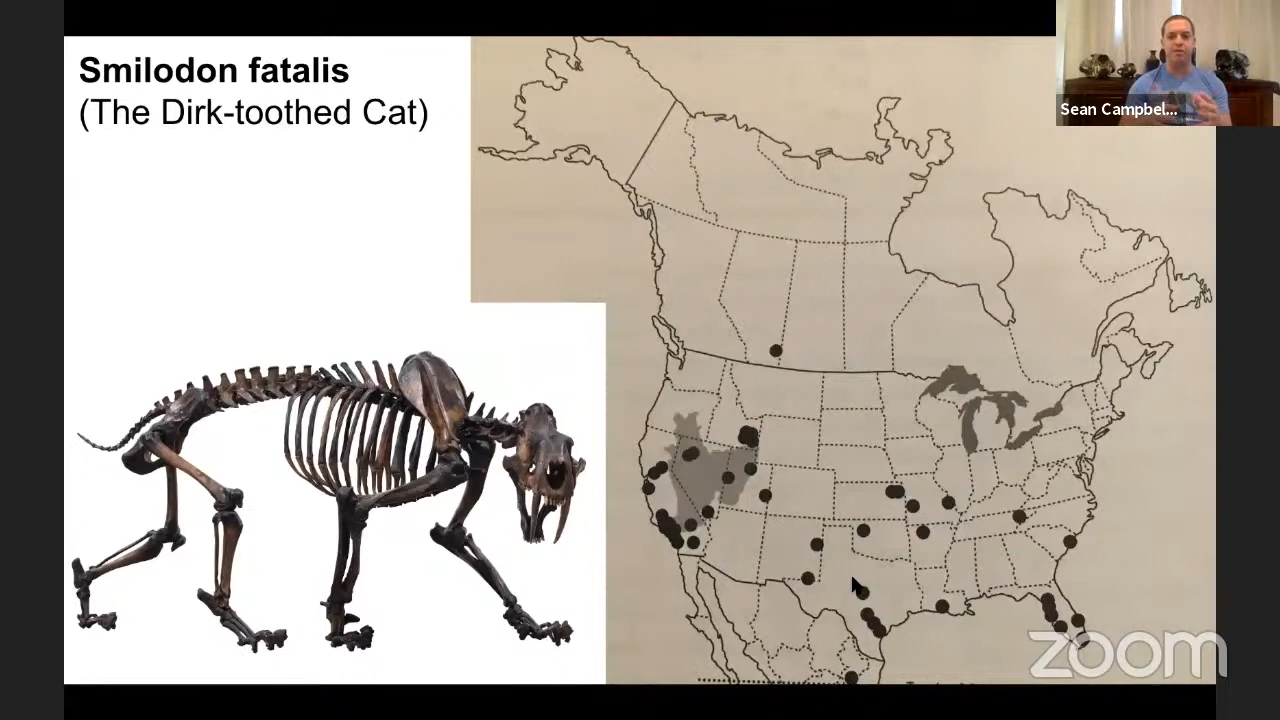 Smilodon fatalis
(The Dirk-toothed Cat)
Sean Campbel...
zoom